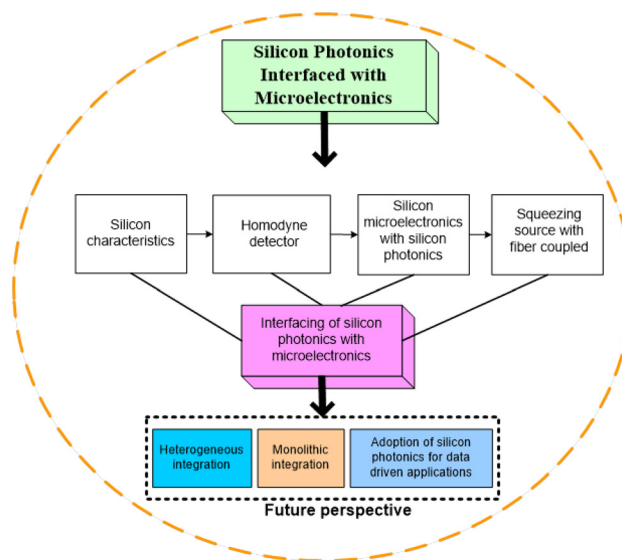 Silicon Photonics
Interfaced with
Microelectronics
Silicon
characteristics
Homodyne
detector
Silicon
microelectronics
with silicon
photonics
Squeezing
source with
fiber coupled
Interfacing of silicon
photonics with
microelectronics
Heterogeneous
integration
Monolithic
integration
Adoption of silicon
photonics for data
driven applications
Future perspective